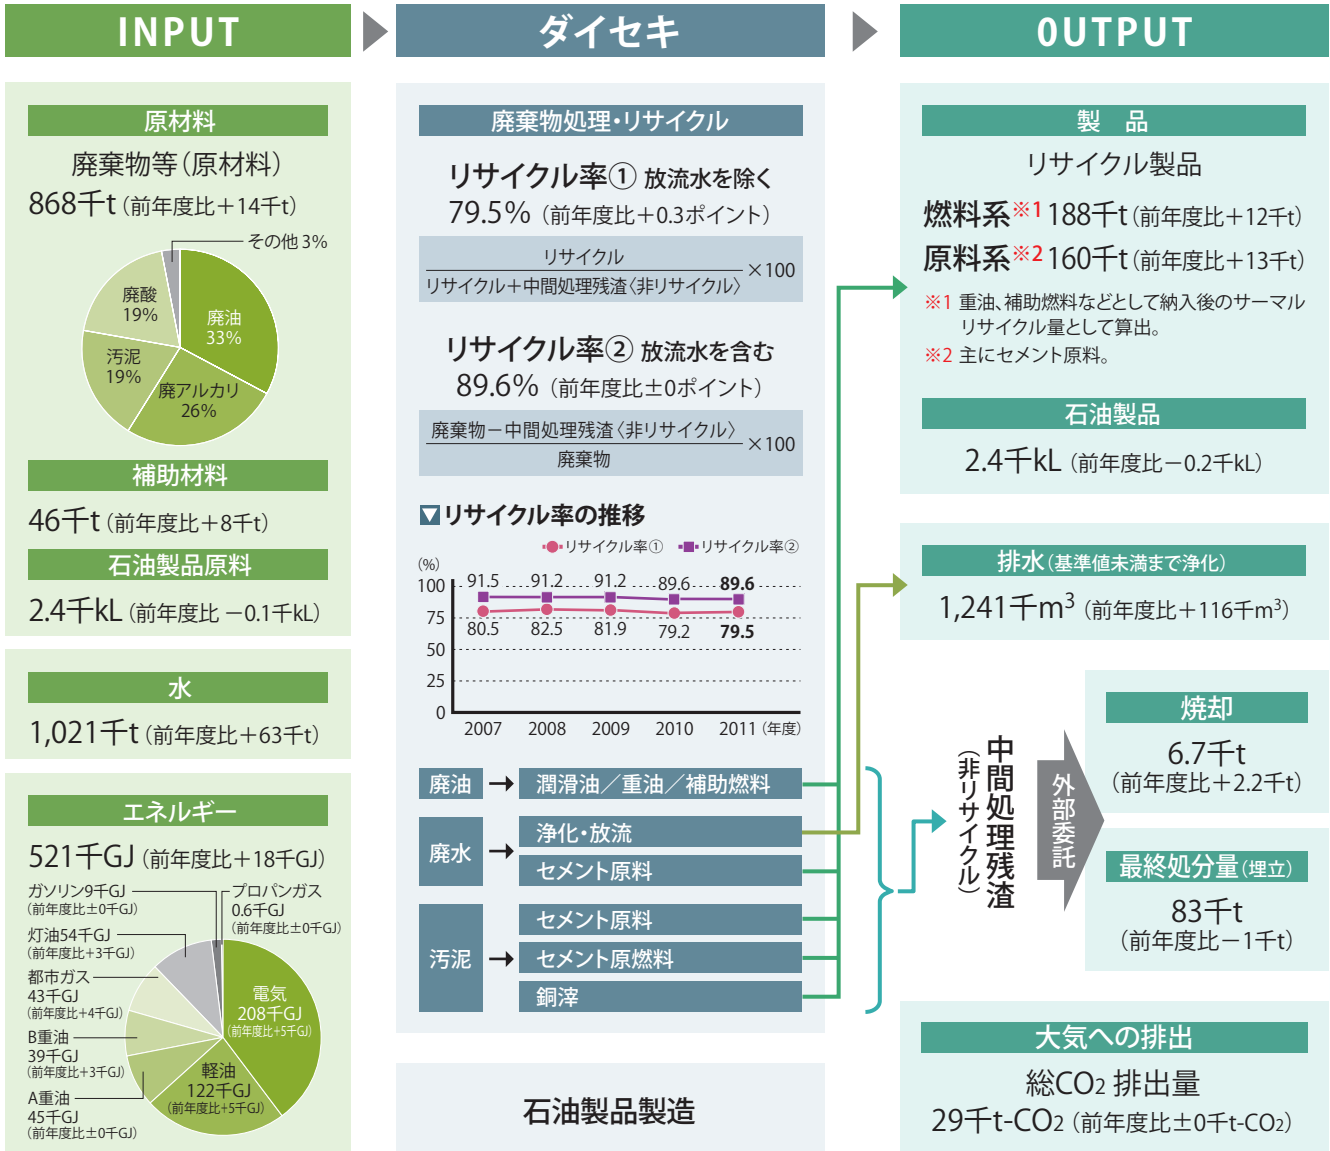 INPUT
原材料
廃棄物等(原材料)
868千t (前年度比＋14千t)
その他 3%
廃酸
19%
廃油
33%
汚泥
19%
廃アルカリ
26%
補助材料
46千t (前年度比＋8千t)
石油製品原料
2.4千kL (前年度比 －0.1千kL)
水
1,021千t (前年度比＋63千t)
エネルギー
521千GJ (前年度比＋18千GJ)
ガソリン9千GJ
(前年度比±0千GJ)
プロパンガス
0.6千GJ
(前年度比±0千GJ)
灯油54千GJ
(前年度比+3千GJ)
都市ガス
43千GJ
(前年度比+4千GJ)
B重油
39千GJ
(前年度比+3千GJ)
A重油
45千GJ
(前年度比±0千GJ)
電気
208千GJ
(前年度比+5千GJ)
軽油
122千GJ
(前年度比+5千GJ)
ダイセキ
廃棄物処理・リサイクル
リサイクル率① 放流水を除く
79.5% (前年度比＋0.3ポイント)
リサイクル
リサイクル＋中間処理残渣〈非リサイクル〉
×100
リサイクル率② 放流水を含む
89.6% (前年度比±0ポイント)
廃棄物－中間処理残渣〈非リサイクル〉
廃棄物
×100
▼リサイクル率の推移
リサイクル率① リサイクル率②
(%)
100
75
50
25
0
91.5 91.2 91.2 89.6 89.6
80.5 82.5 81.9 79.2 79.5
2007 2008 2009 2010 2011 (年度)
廃油 潤滑油／重油／補助燃料
廃水 浄化・放流
セメント原料
汚泥 セメント原料
セメント原燃料
銅滓
石油製品製造
OUTPUT
製 品
リサイクル製品
燃料系※1 188千t (前年度比＋12千t)
原料系※2 160千t (前年度比＋13千t)
※1 重油、補助燃料などとして納入後のサーマル
リサイクル量として算出。
※2 主にセメント原料。
石油製品
2.4千kL (前年度比－0.2千kL)
排水(基準値未満まで浄化)
1,241千m³ (前年度比＋116千m³)
中間処理残渣
(非リサイクル)
外部委託
焼却
6.7千t
(前年度比＋2.2千t)
最終処分量(埋立)
83千t
(前年度比－1千t)
大気への排出
総CO2 排出量
29千t-CO2 (前年度比±0千t-CO2)